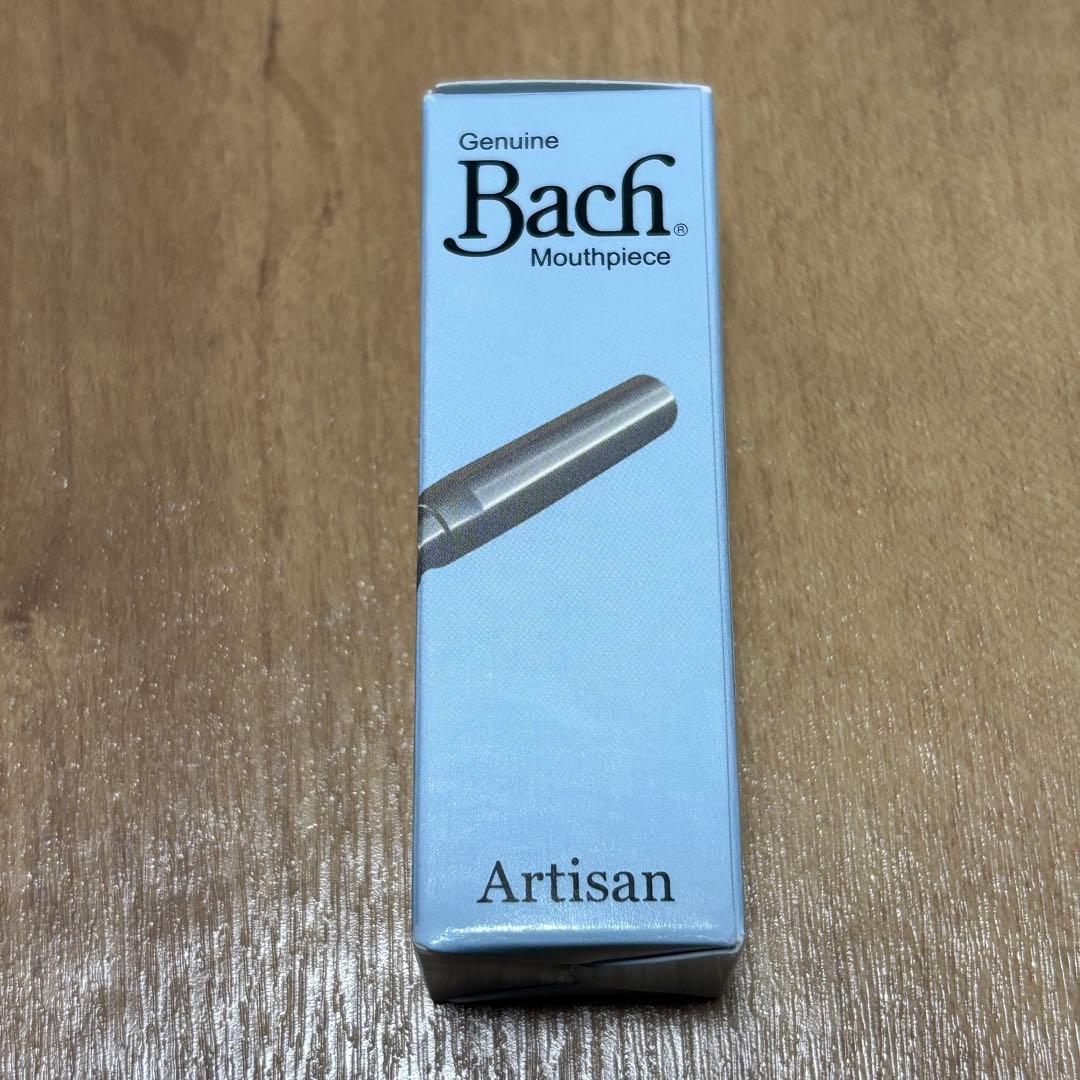 Genuine
Bach®
Mouthpiece
Artisan